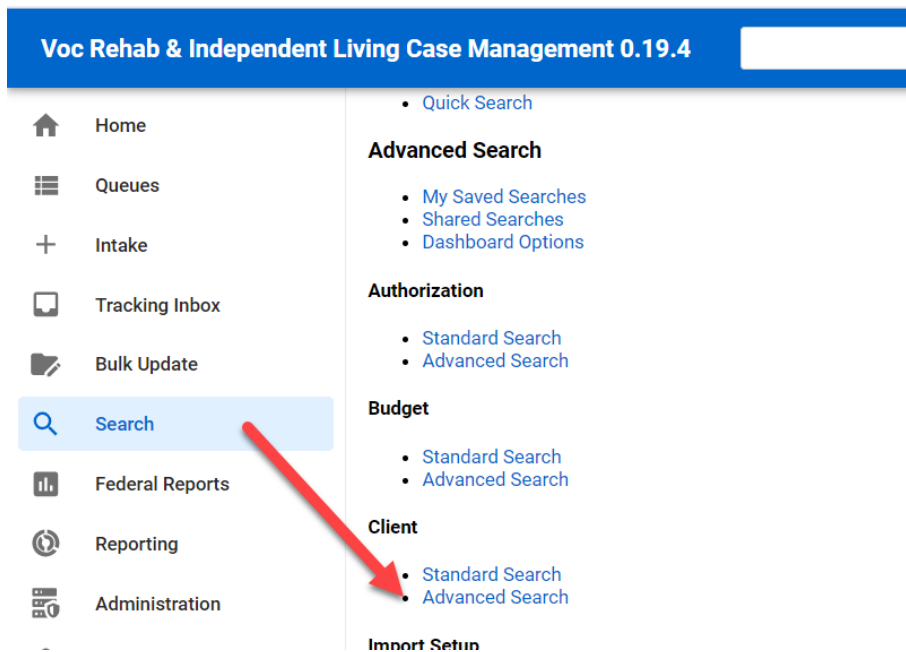 Voc Rehab & Independent Living Case Management 0.19.4
Home
Queues
Intake
Tracking Inbox
Bulk Update
Search
Federal Reports
Reporting
Administration
Quick Search
Advanced Search
My Saved Searches
Shared Searches
Dashboard Options
Authorization
Standard Search
Advanced Search
Budget
Standard Search
Advanced Search
Client
Standard Search
Advanced Search
Import Setup